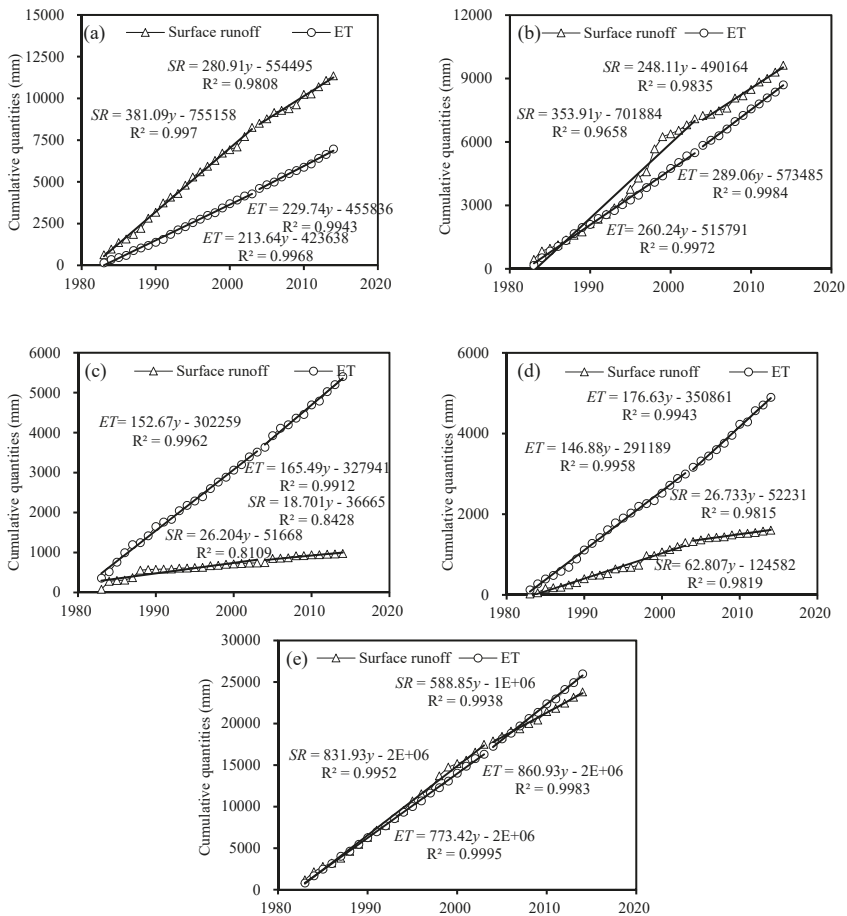 (a) Surface runoff ET
Cumulative quantities (mm)
15000
12500
10000
7500
5000
2500
0
SR = 280.91y - 554495
R² = 0.9808
SR = 381.09y - 755158
R² = 0.997
ET = 229.74y - 455836
R² = 0.9943
ET = 213.64y - 423638
R² = 0.9968
1980 1990 2000 2010 2020
(b) Surface runoff ET
Cumulative quantities (mm)
12000
9000
6000
3000
0
SR = 248.11y - 490164
R² = 0.9835
SR = 353.91y - 701884
R² = 0.9658
ET = 289.06y - 573485
R² = 0.9984
ET = 260.24y - 515791
R² = 0.9972
1980 1990 2000 2010 2020
(c) Surface runoff ET
Cumulative quantities (mm)
6000
5000
4000
3000
2000
1000
0
ET= 152.67y - 302259
R² = 0.9962
ET = 165.49y - 327941
R² = 0.9912
SR = 18.701y - 36665
R² = 0.8428
SR = 26.204y - 51668
R² = 0.8109
1980 1990 2000 2010 2020
(d) Surface runoff ET
Cumulative quantities (mm)
6000
4000
2000
0
ET = 176.63y - 350861
R² = 0.9943
ET = 146.88y - 291189
R² = 0.9958
SR = 26.733y - 52231
R² = 0.9815
SR = 62.807y - 124582
R² = 0.9819
1980 1990 2000 2010 2020
(e) Surface runoff ET
Cumulative quantities (mm)
30000
25000
20000
15000
10000
5000
0
SR = 588.85y - 1E+06
R² = 0.9938
SR = 831.93y - 2E+06
R² = 0.9952
ET = 860.93y - 2E+06
R² = 0.9983
ET = 773.42y - 2E+06
R² = 0.9995
1980 1990 2000 2010 2020